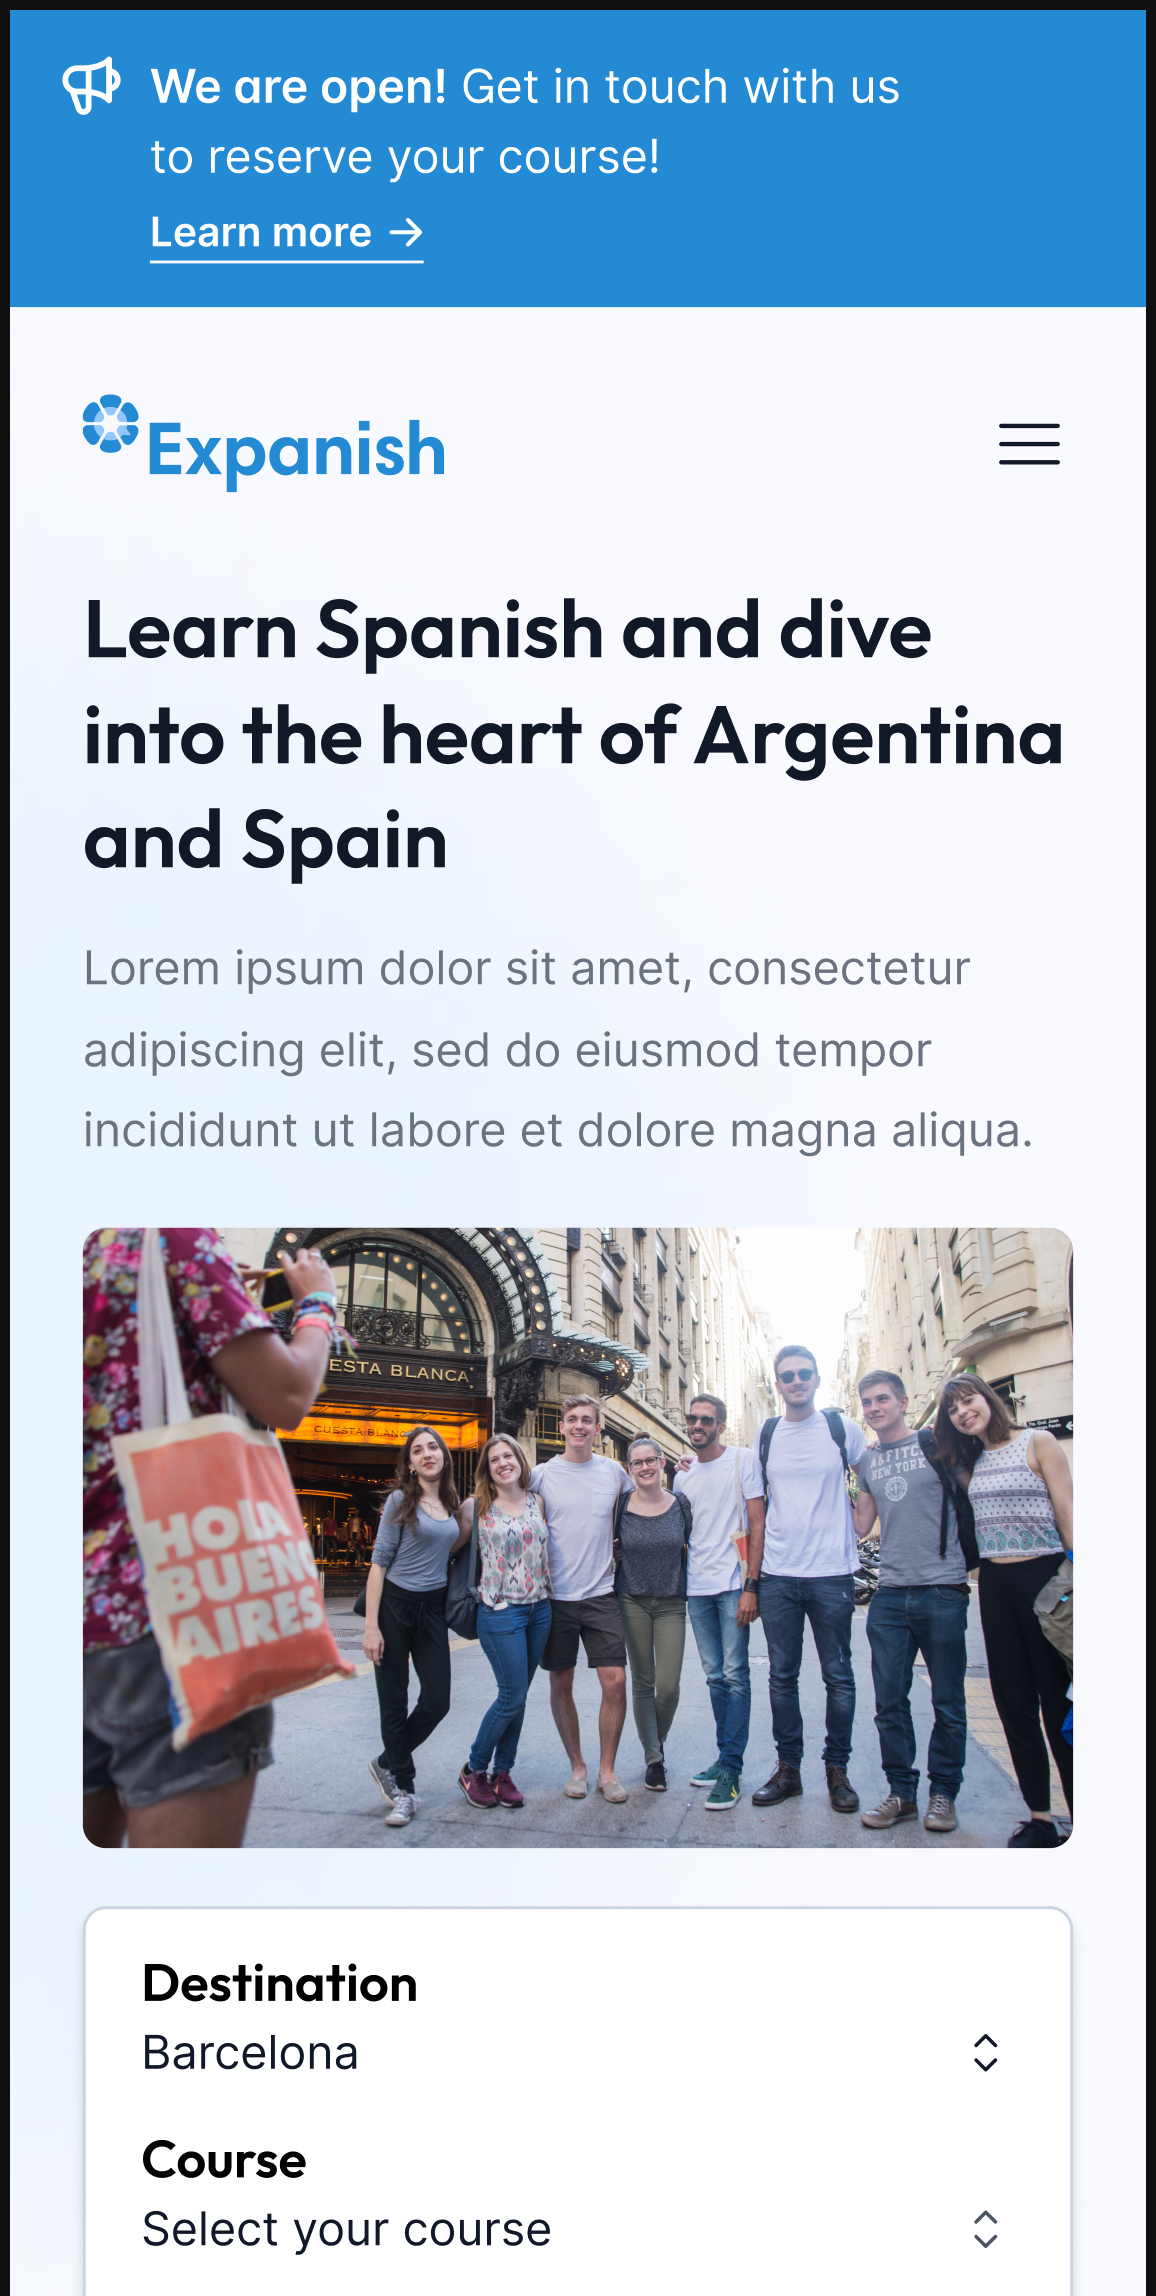 We are open! Get in touch with us
to reserve your course!
Learn more →
Expanish
Learn Spanish and dive
into the heart of Argentina
and Spain
Lorem ipsum dolor sit amet, consectetur
adipiscing elit, sed do eiusmod tempor
incididunt ut labore et dolore magna aliqua.
ESTA BLANCA
CUESTA BLANC
HOLA
BUENO
AIRES
A&FITC
NEW YORK
Destination
Barcelona
Course
Select your course